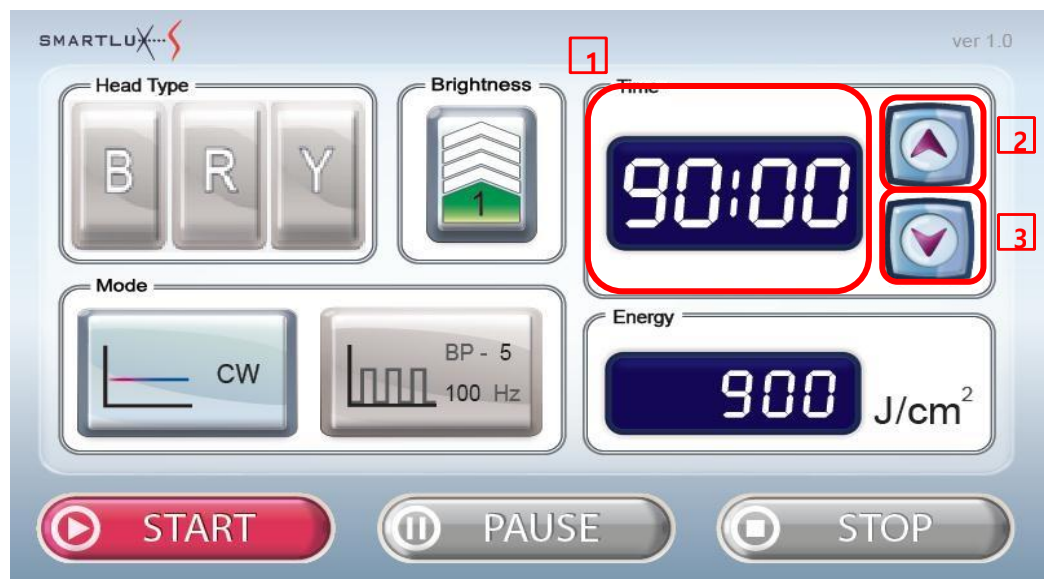 SMARTLUX S
ver 1.0
1
Head Type
B R Y
Brightness
1
Time
90:00
2
3
Mode
CW
BP - 5
100 Hz
Energy
900 J/cm²
START
PAUSE
STOP